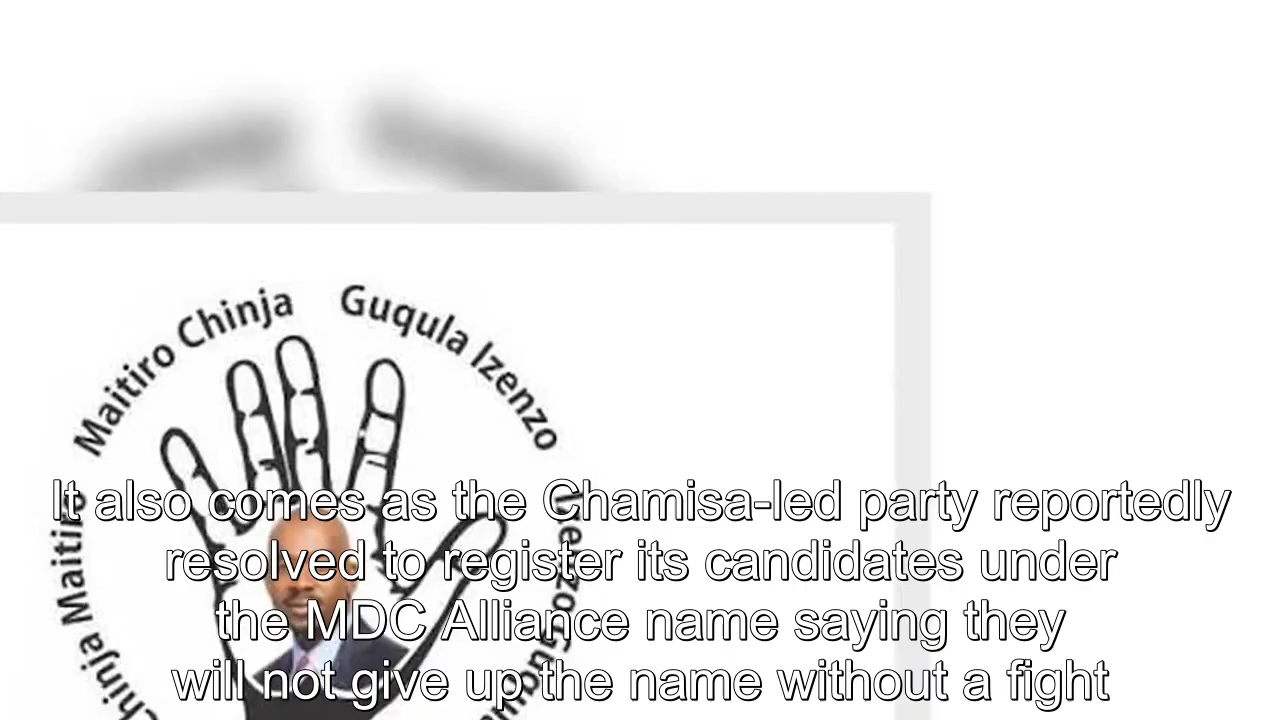 Maitiro Chinja
Guqula Izenzo
It also comes as the Chamisa-led party reportedly
resolved to register its candidates under
the MDC Alliance name saying they
will not give up the name without a fight
Maitiro